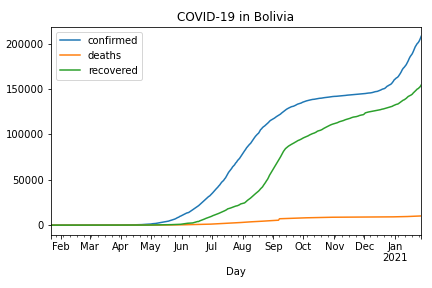 COVID-19 in Bolivia
confirmed
deaths
recovered
200000
150000
100000
50000
0
Feb Mar Apr May Jun Jul Aug Sep Oct Nov Dec Jan
2021
Day